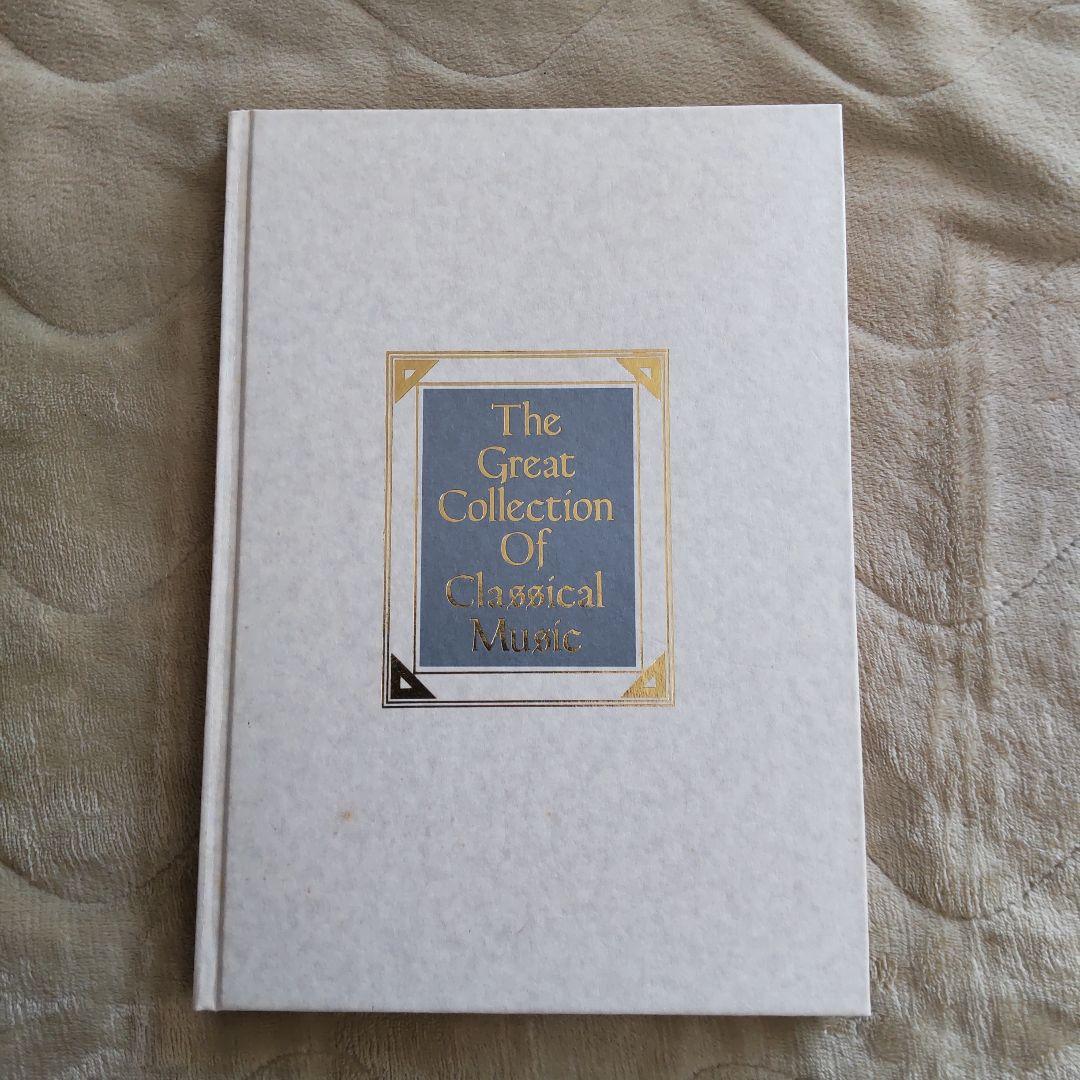 The
Great
Collection
Of
Classical
Music